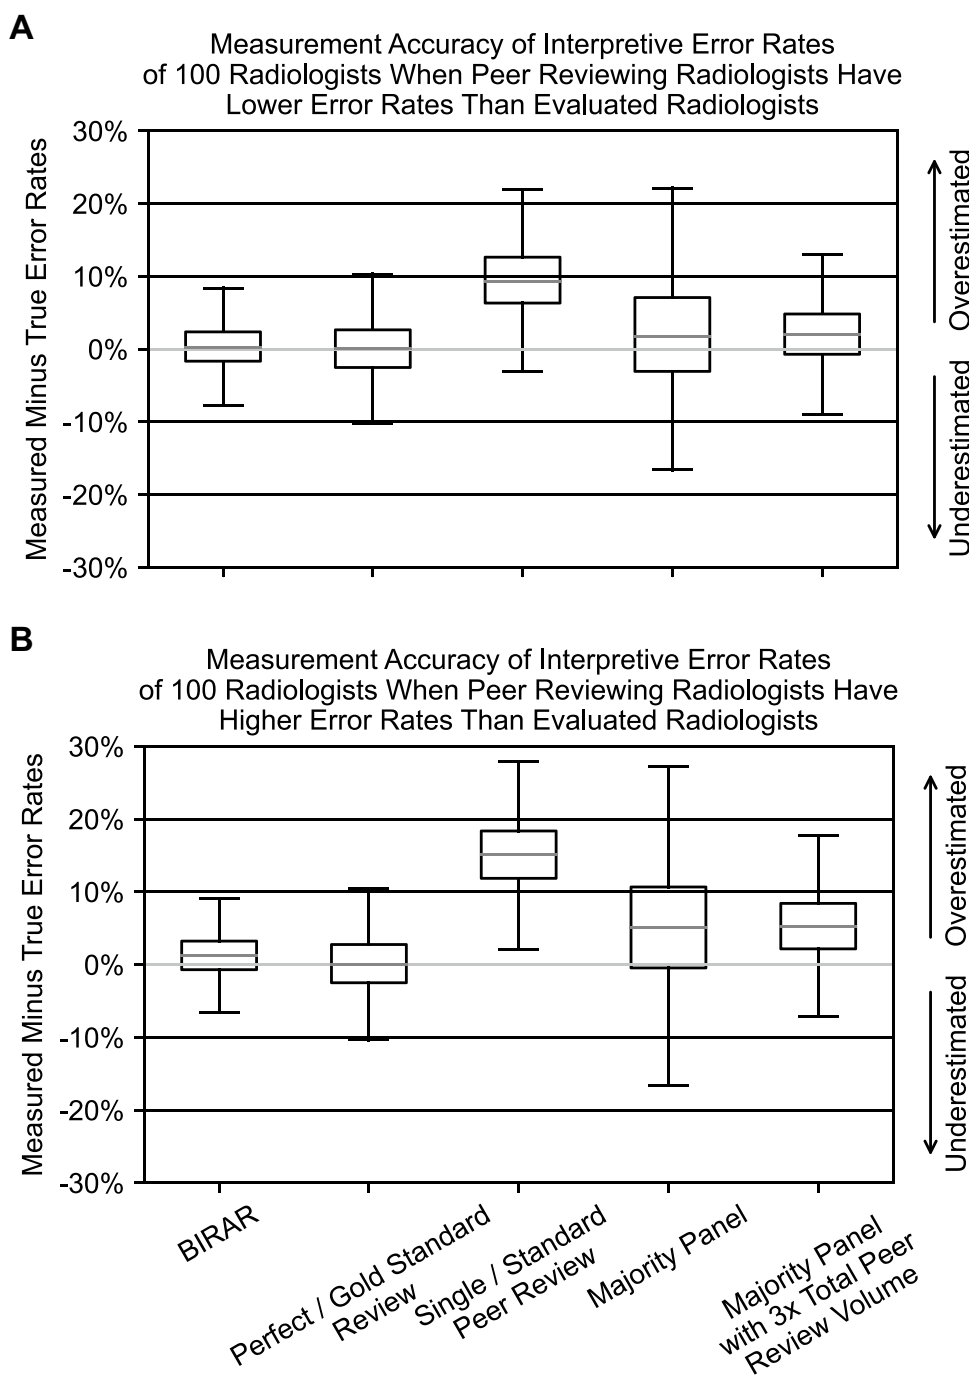 A
Measurement Accuracy of Interpretive Error Rates
of 100 Radiologists When Peer Reviewing Radiologists Have
Lower Error Rates Than Evaluated Radiologists
Measured Minus True Error Rates
30%
20%
10%
0%
-10%
-20%
-30%
Overestimated
Underestimated
B
Measurement Accuracy of Interpretive Error Rates
of 100 Radiologists When Peer Reviewing Radiologists Have
Higher Error Rates Than Evaluated Radiologists
Measured Minus True Error Rates
30%
20%
10%
0%
-10%
-20%
-30%
Overestimated
Underestimated
BIRAR
Perfect / Gold Standard
Review
Single / Standard
Peer Review
Majority Panel
Majority Panel
with 3x Total Peer
Review Volume